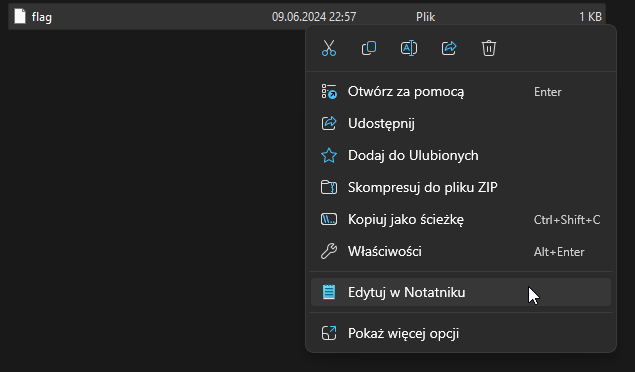 flag 09.06.2024 22:57 Plik 1 KB
Otwórz za pomocą Enter
Udostępnij
Dodaj do Ulubionych
Skompresuj do pliku ZIP
Kopiuj jako ścieżkę Ctrl+Shift+C
Właściwości Alt+Enter
Edytuj w Notatniku
Pokaż więcej opcji